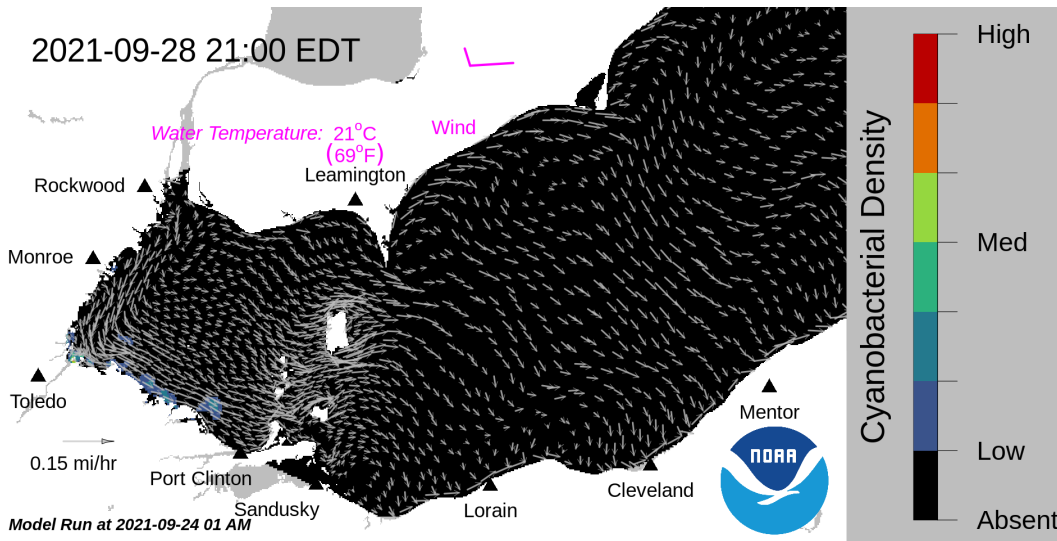 2021-09-28 21:00 EDT
Water Temperature: 21°C
(69°F)
Wind
Leamington
Rockwood
Monroe
Toledo
0.15 mi/hr
Port Clinton
Sandusky
Lorain
Cleveland
Mentor
NOAA
Model Run at 2021-09-24 01 AM
Cyanobacterial Density
High
Med
Low
Absent